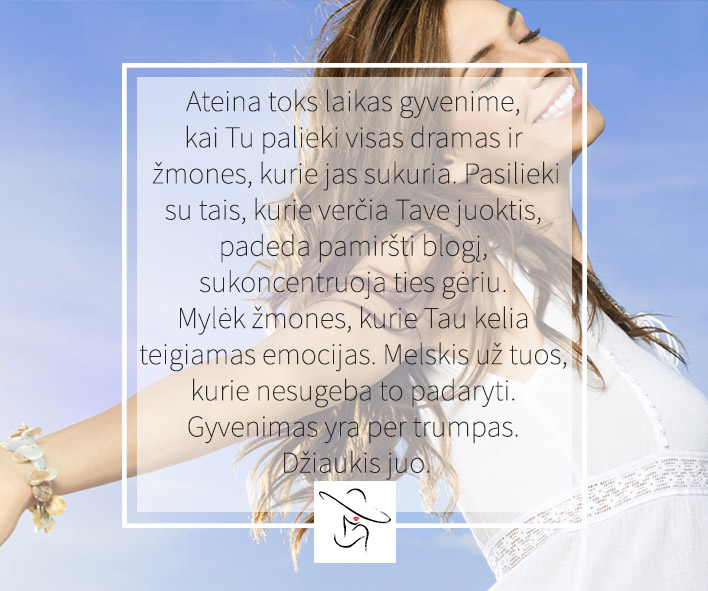 Ateina toks laikas gyvenime,
kai Tu palieki visas dramas ir
žmones, kurie jas sukuria. Pasilieki
su tais, kurie verčia Tave juoktis,
padeda pamiršti blogį,
sukoncentruoja ties gėriu.
Mylėk žmones, kurie Tau kelia
teigiamas emocijas. Melskis už tuos,
kurie nesugeba to padaryti.
Gyvenimas yra per trumpas.
Džiaukis juo.